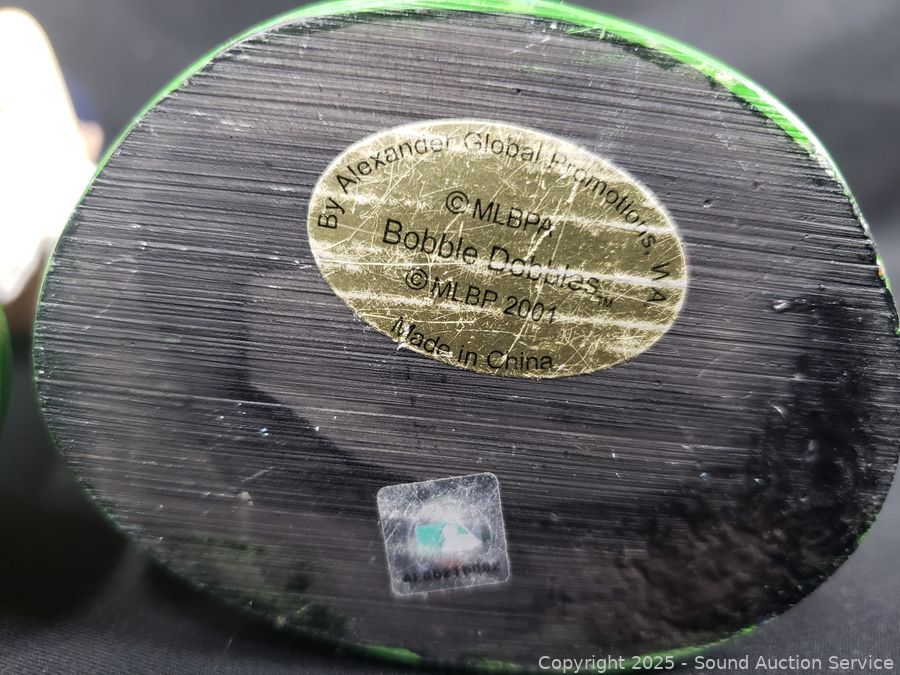 By Alexander Global Promotions, WA
©MLBPA
Bobble Dobbles™
©MLBP 2001
Made in China
Copyright 2025 - Sound Auction Service